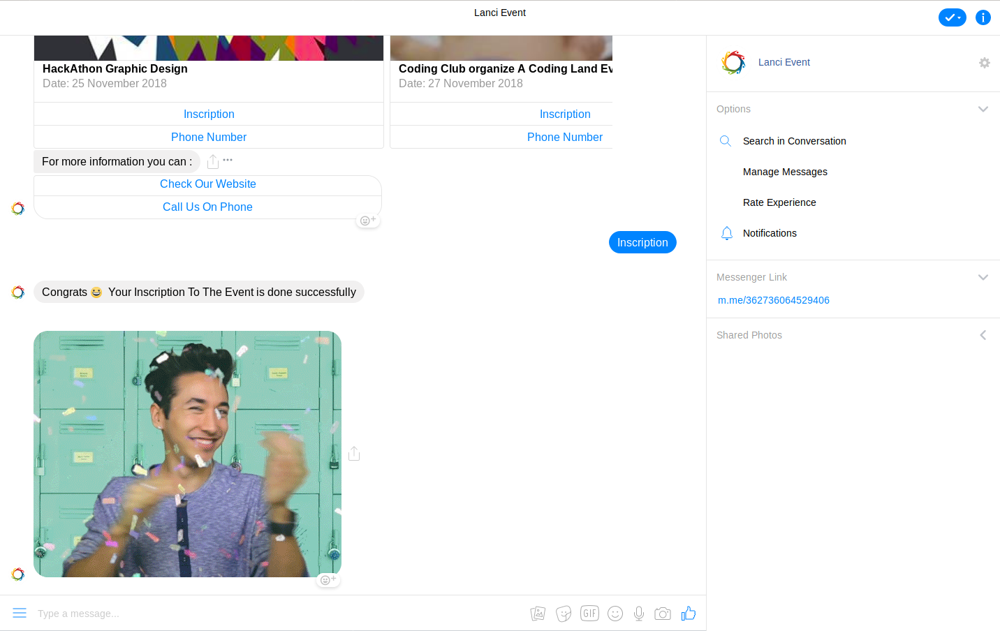 Lanci Event
HackAthon Graphic Design
Date: 25 November 2018
Inscription
Phone Number
Coding Club organize A Coding Land Ev
Date: 27 November 2018
Inscription
Phone Number
For more information you can :
Check Our Website
Call Us On Phone
Inscription
Congrats 😀 Your Inscription To The Event is done successfully
Type a message...
GIF
Lanci Event
Options
Search in Conversation
Manage Messages
Rate Experience
Notifications
Messenger Link
m.me/362736064529406
Shared Photos